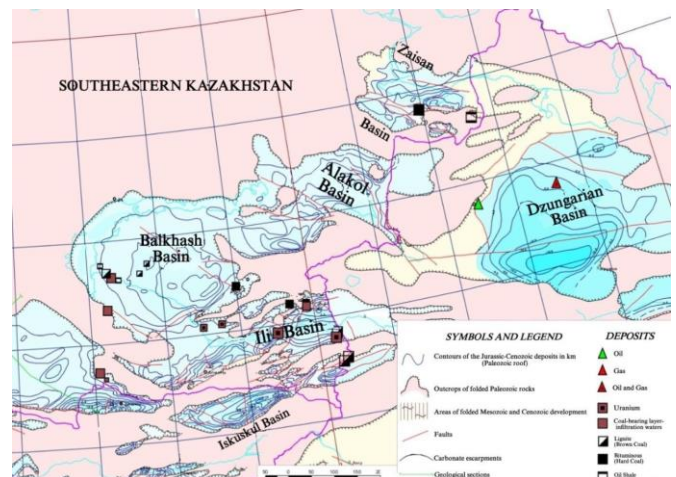 Zaisan
SOUTHEASTERN KAZAKHSTAN
Basin
Alakol
Basin
Dzungarian
Basin
Balkhash
Basin
Ili Basin
Iskuskul Basin
SYMBOLS AND LEGEND
Contours of the Jurassic-Cenozoic deposits in km
(Paleozoic roof)
Outcrops of folded Paleozoic rocks
Areas of folded Mesozoic and Cenozoic development
Faults
Carbonate escarpments
Geological sections
DEPOSITS
Oil
Gas
Oil and Gas
Uranium
Coal-bearing layer-
infiltration waters
Lignite
(Brown Coal)
Bituminous
(Hard Coal)
Oil Shale